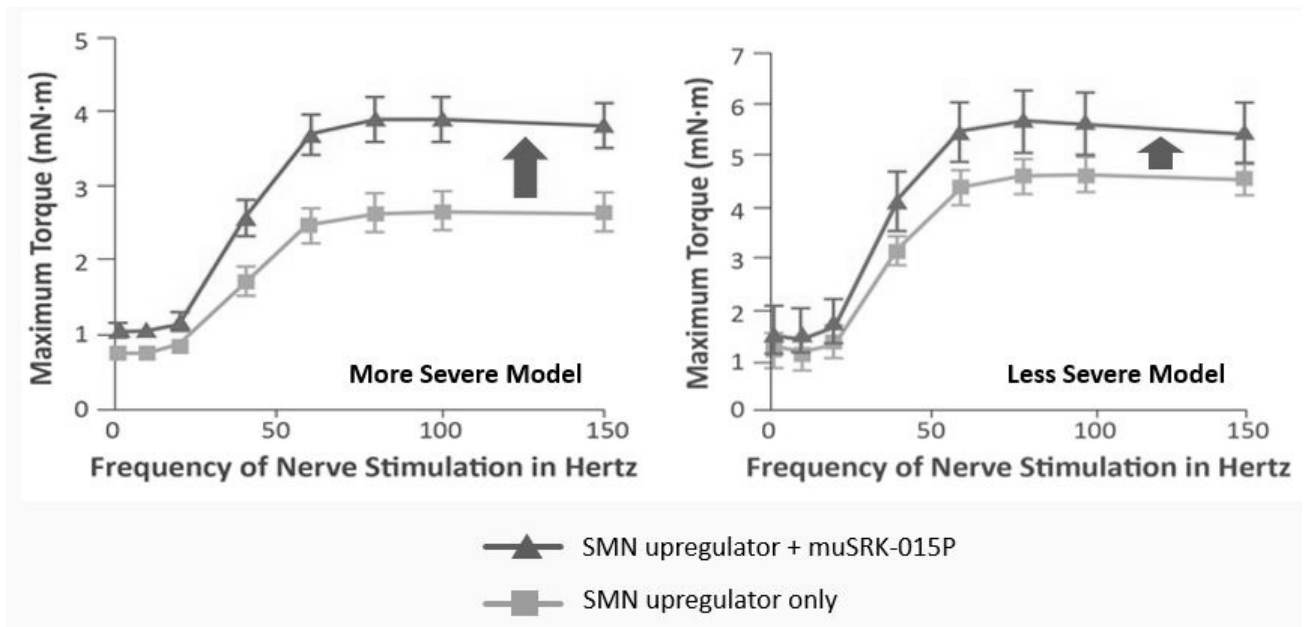 Maximum Torque (mN·m)
5
4
3
2
1
0
0
50
100
150
Frequency of Nerve Stimulation in Hertz
More Severe Model
Maximum Torque (mN·m)
7
6
5
4
3
2
1
0
0
50
100
150
Frequency of Nerve Stimulation in Hertz
Less Severe Model
SMN upregulator + muSRK-015P
SMN upregulator only